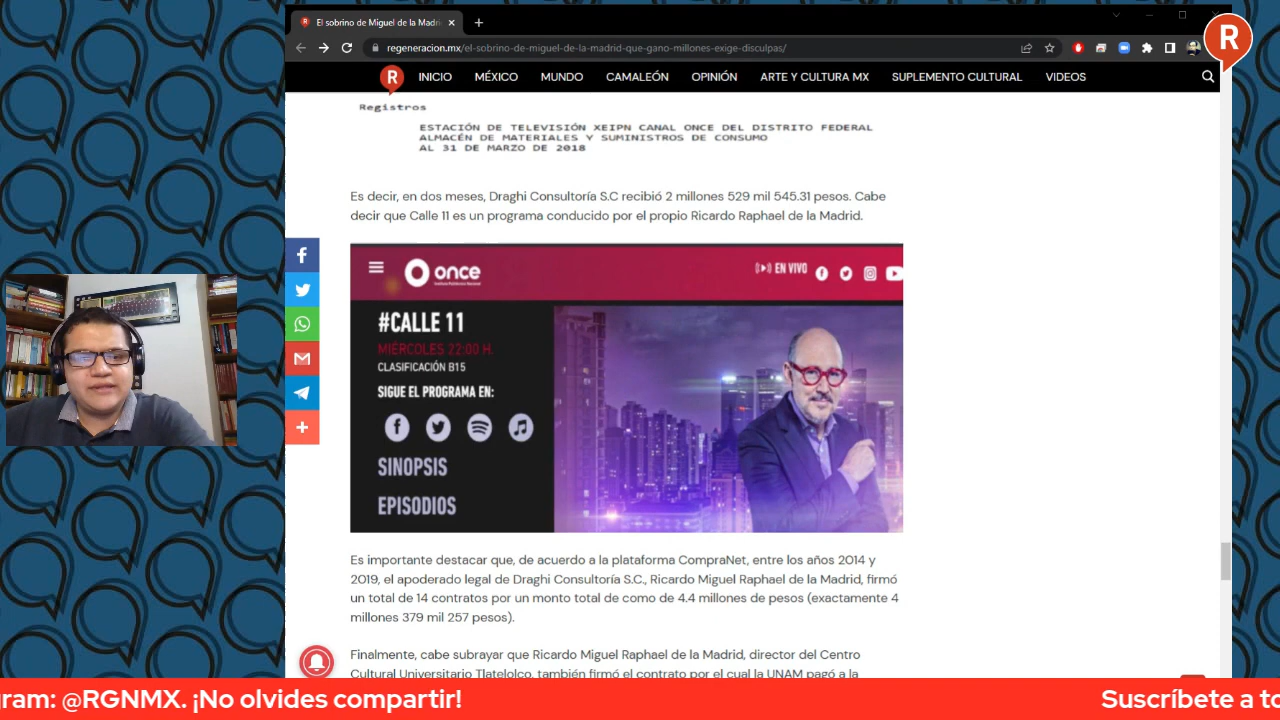 El sobrino de Miguel de la Madri
regeneracion.mx/el-sobrino-de-miguel-de-la-madrid-que-gano-millones-exige-disculpas/
R
R
INICIO
MÉXICO
MUNDO
CAMALEÓN
OPINIÓN
ARTE Y CULTURA MX
SUPLEMENTO CULTURAL
VIDEOS
Registros
ESTACIÓN DE TELEVISIÓN XEIPN CANAL ONCE DEL DISTRITO FEDERAL
ALMACÉN DE MATERIALES Y SUMINISTROS DE CONSUMO
AL 31 DE MARZO DE 2018
Es decir, en dos meses, Draghi Consultoría S.C recibió 2 millones 529 mil 545.31 pesos. Cabe
decir que Calle 11 es un programa conducido por el propio Ricardo Raphael de la Madrid.
once
Instituto Politécnico Nacional
EN VIVO
#CALLE 11
MIÉRCOLES 22:00 H.
CLASIFICACIÓN B15
SIGUE EL PROGRAMA EN:
SINOPSIS
EPISODIOS
Es importante destacar que, de acuerdo a la plataforma CompraNet, entre los años 2014 y
2019, el apoderado legal de Draghi Consultoría S.C., Ricardo Miguel Raphael de la Madrid, firmó
un total de 14 contratos por un monto total de como de 4.4 millones de pesos (exactamente 4
millones 379 mil 257 pesos).
Finalmente, cabe subrayar que Ricardo Miguel Raphael de la Madrid, director del Centro
Cultural Universitario Tlatelolco, también firmó el contrato por el cual la UNAM pagó a la
gram: @RGNMX. ¡No olvides compartir!
Suscríbete a to